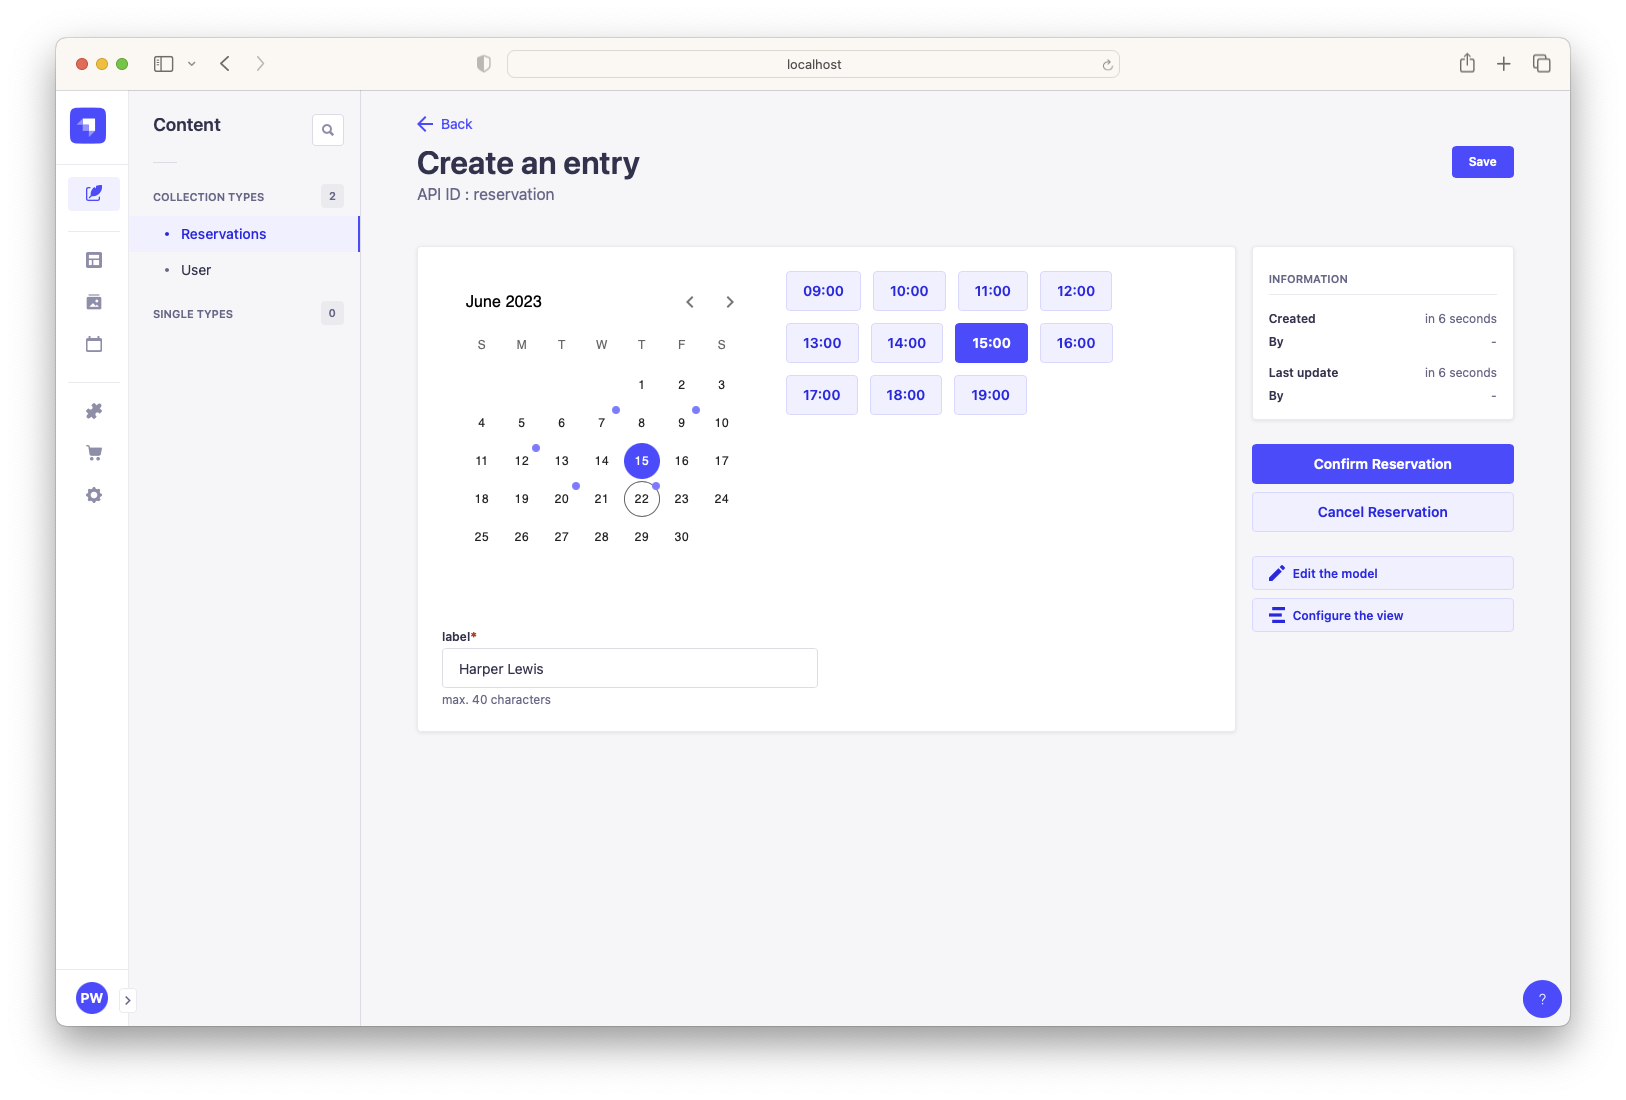 localhost
Content
COLLECTION TYPES 2
Reservations
User
SINGLE TYPES 0
PW
Back
Create an entry
API ID : reservation
Save
June 2023
S M T W T F S
1 2 3
4 5 6 7 8 9 10
11 12 13 14 15 16 17
18 19 20 21 22 23 24
25 26 27 28 29 30
09:00 10:00 11:00 12:00
13:00 14:00 15:00 16:00
17:00 18:00 19:00
label*
Harper Lewis
max. 40 characters
INFORMATION
Created in 6 seconds
By -
Last update in 6 seconds
By -
Confirm Reservation
Cancel Reservation
Edit the model
Configure the view
?